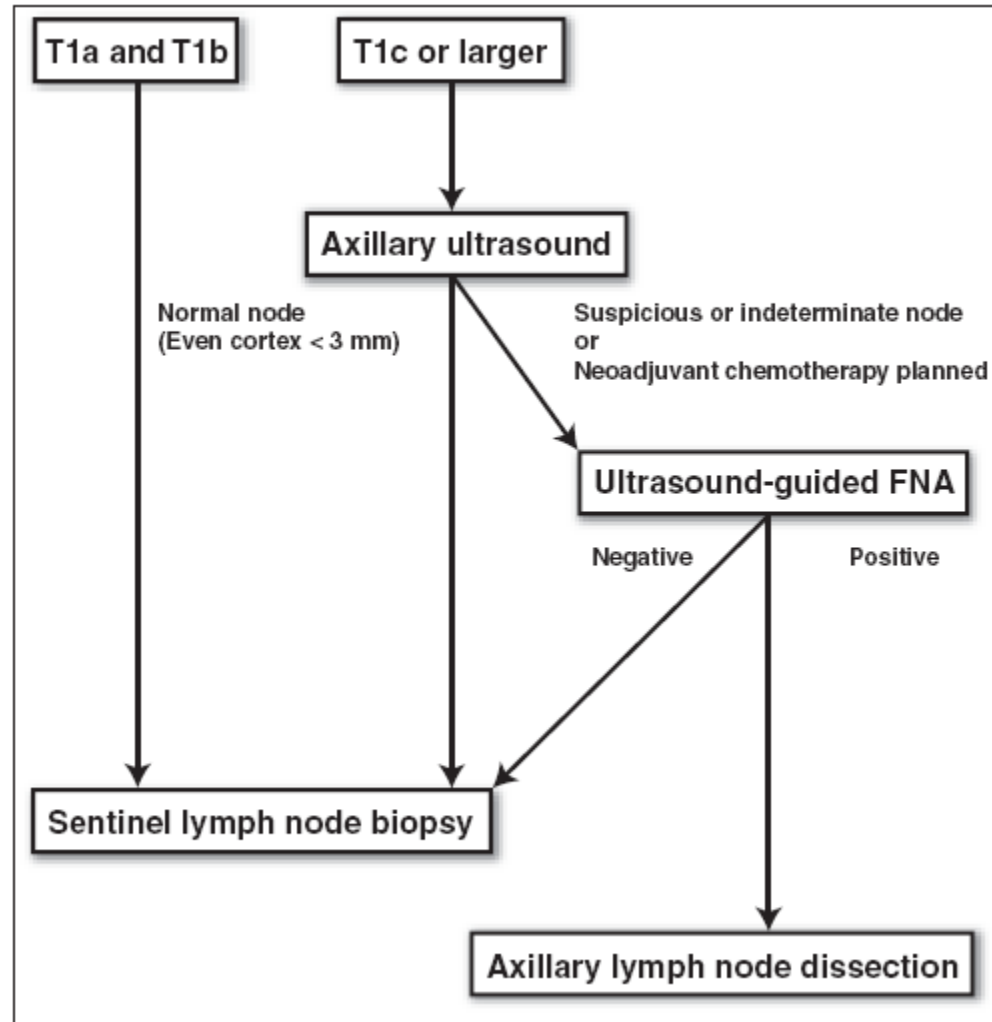 T1a and T1b
T1c or larger
Axillary ultrasound
Normal node
(Even cortex < 3 mm)
Suspicious or indeterminate node
or
Neoadjuvant chemotherapy planned
Ultrasound-guided FNA
Negative
Positive
Sentinel lymph node biopsy
Axillary lymph node dissection